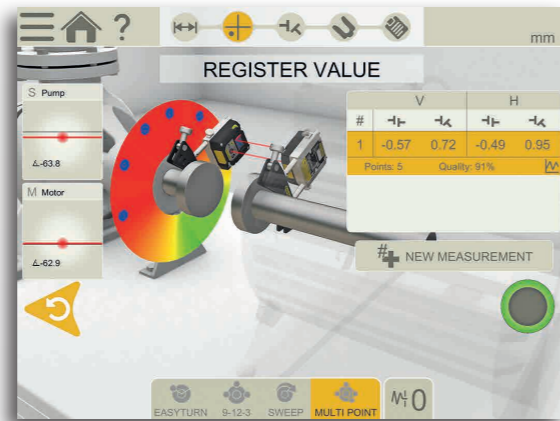 ?
mm
REGISTER VALUE
S Pump
∡-63.8
M Motor
∡-62.9
V H
#
1 -0.57 0.72 -0.49 0.95
Points: 5 Quality: 91%
# NEW MEASUREMENT
EASYTURN 9-12-3 SWEEP MULTI POINT
0